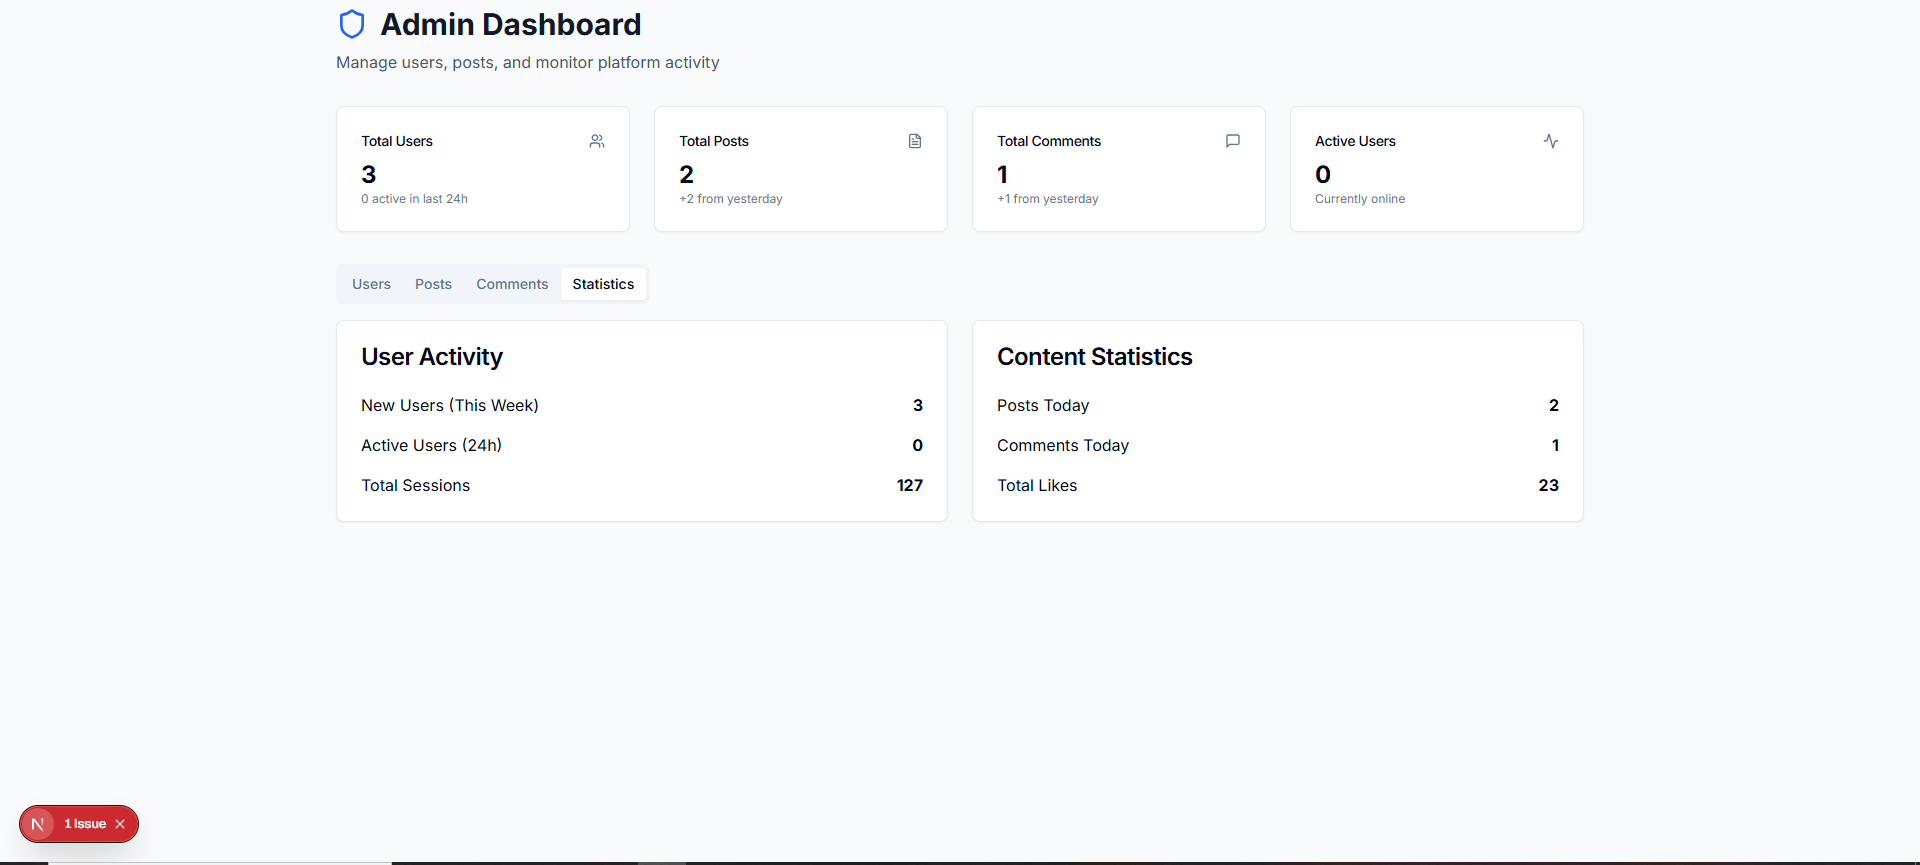 Admin Dashboard
Manage users, posts, and monitor platform activity
Total Users
3
0 active in last 24h
Total Posts
2
+2 from yesterday
Total Comments
1
+1 from yesterday
Active Users
0
Currently online
Users Posts Comments Statistics
User Activity
New Users (This Week) 3
Active Users (24h) 0
Total Sessions 127
Content Statistics
Posts Today 2
Comments Today 1
Total Likes 23
N 1 Issue